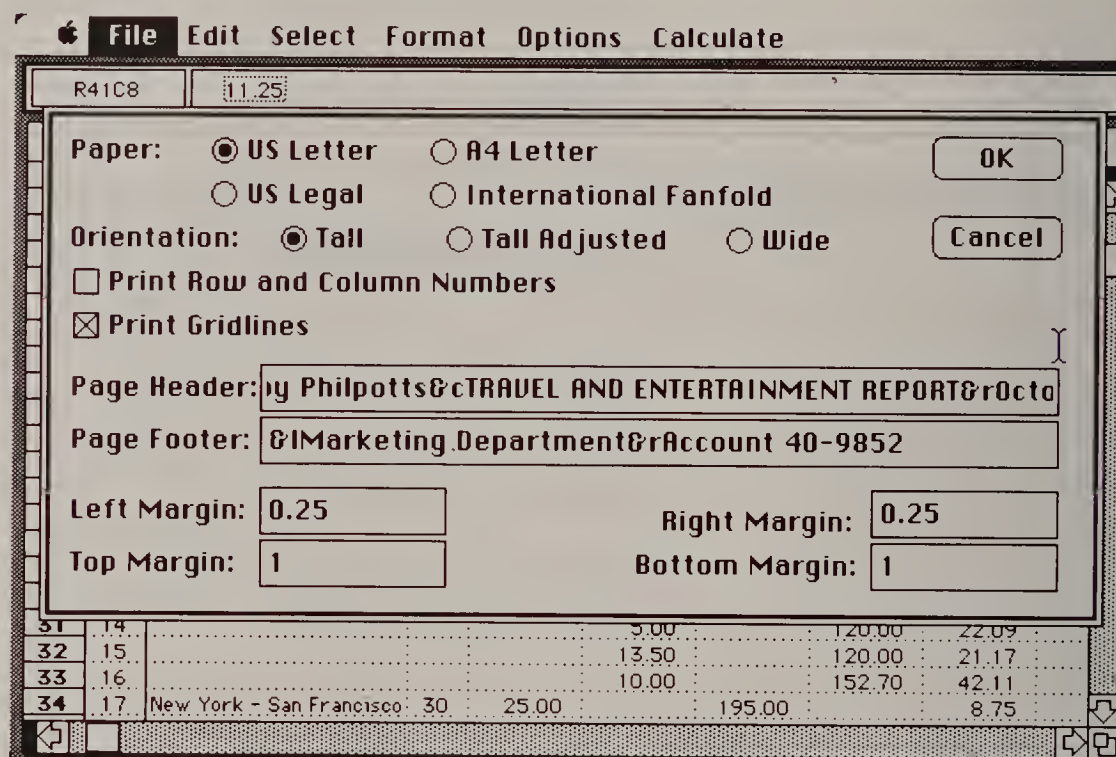 File Edit Select Format Options Calculate
R41C8 11.25
Paper: US Letter A4 Letter OK
US Legal International Fanfold
Orientation: Tall Tall Adjusted Wide Cancel
Print Row and Column Numbers
Print Gridlines
Page Header: by Philpotts&cTRAVEL AND ENTERTAINMENT REPORT&rOcto
Page Footer: &lMarketing Department&rAccount 40-9852
Left Margin: 0.25 Right Margin: 0.25
Top Margin: 1 Bottom Margin: 1
31 14 5.00 120.00 22.09
32 15 13.50 120.00 21.17
33 16 10.00 152.70 42.11
34 17 New York - San Francisco 30 25.00 195.00 8.75